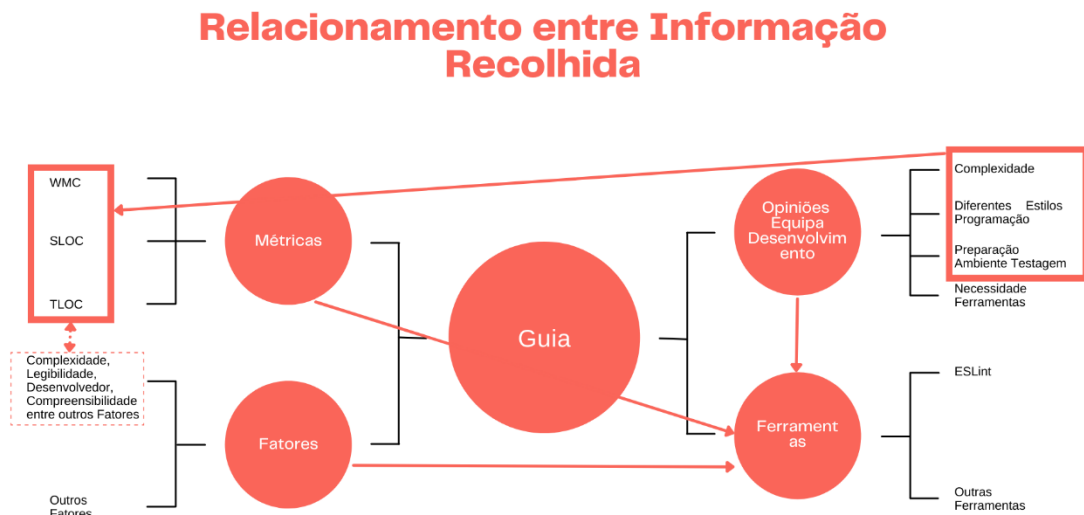 Relacionamento entre Informação
Recolhida
WMC
SLOC
TLOC
Complexidade,
Legibilidade,
Desenvolvedor,
Compreensibilidade
entre outros Fatores
Outros
Fatores
Métricas
Fatores
Guia
Opiniões
Equipa
Desenvolvim
ento
Ferrament
as
Complexidade
Diferentes Estilos
Programação
Preparação
Ambiente Testagem
Necessidade
Ferramentas
ESLint
Outras
Ferramentas